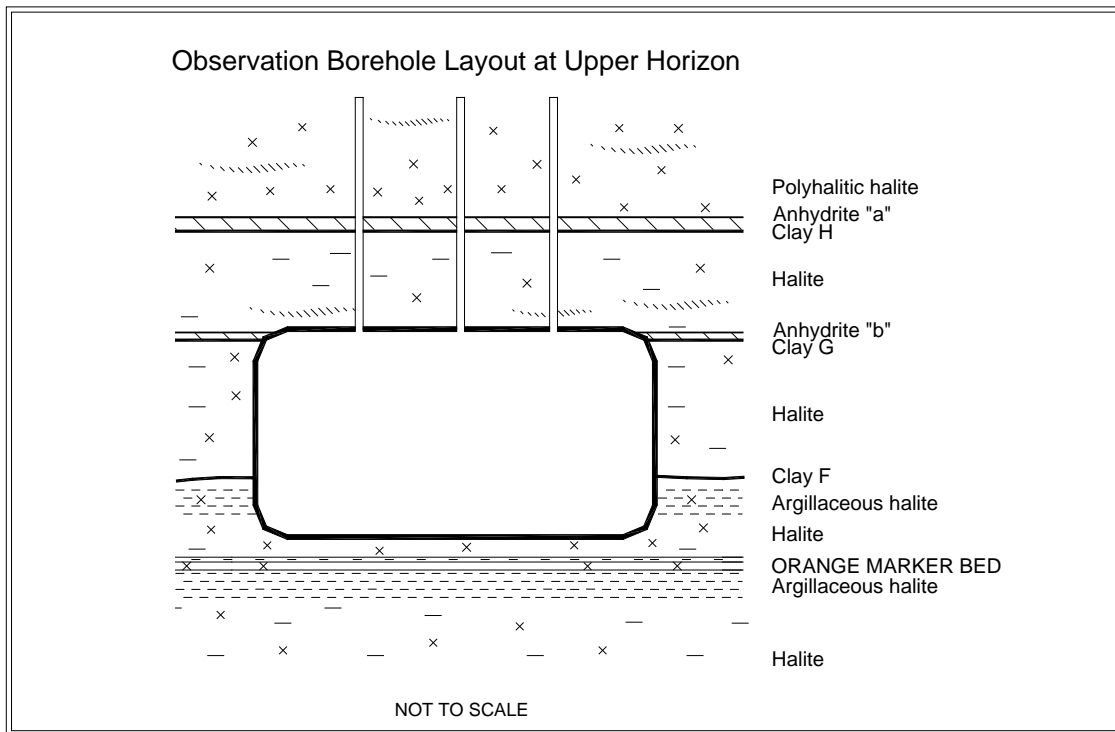 Observation Borehole Layout at Upper Horizon
Polyhalitic halite
Anhydrite "a"
Clay H
Halite
Anhydrite "b"
Clay G
Halite
Clay F
Argillaceous halite
Halite
ORANGE MARKER BED
Argillaceous halite
Halite
NOT TO SCALE